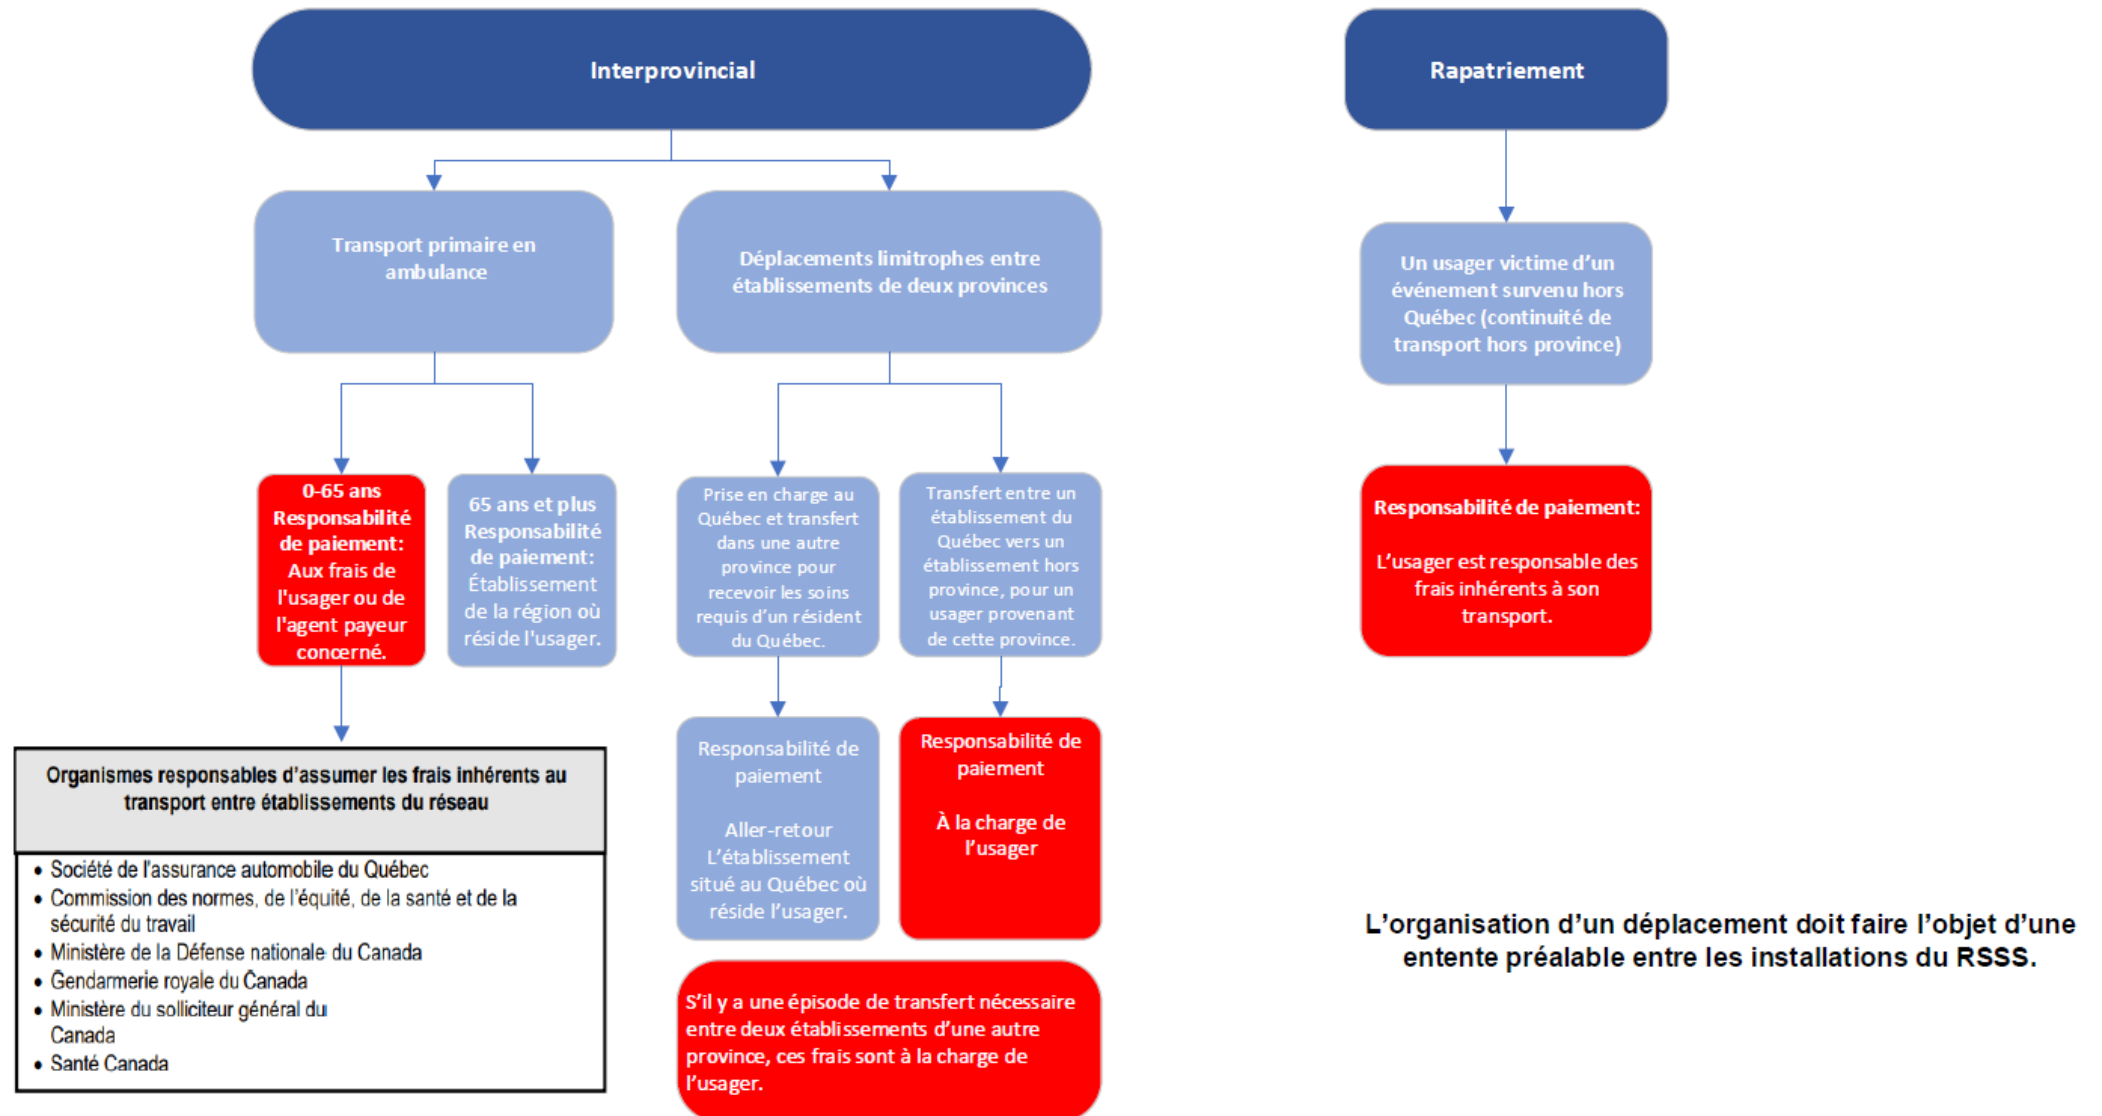 Interprovincial
Rapatriement
Transport primaire en
ambulance
Déplacements limitrophes entre
établissements de deux provinces
Un usager victime d'un
événement survenu hors
Québec (continuité de
transport hors province)
0-65 ans
Responsabilité
de paiement:
Aux frais de
l'usager ou de
l'agent payeur
concerné.
65 ans et plus
Responsabilité
de paiement:
Établissement
de la région où
réside l'usager.
Prise en charge au
Québec et transfert
dans une autre
province pour
recevoir les soins
requis d'un résident
du Québec.
Transfert entre un
établissement du
Québec vers un
établissement hors
province, pour un
usager provenant
de cette province.
Responsabilité de paiement:
L'usager est responsable des
frais inhérents à son
transport.
Organismes responsables d'assumer les frais inhérents au
transport entre établissements du réseau
• Société de l'assurance automobile du Québec
• Commission des normes, de l'équité, de la santé et de la
sécurité du travail
• Ministère de la Défense nationale du Canada
• Gendarmerie royale du Canada
• Ministère du solliciteur général du
Canada
• Santé Canada
Responsabilité de
paiement
Aller-retour
L'établissement
situé au Québec où
réside l'usager.
Responsabilité de
paiement
À la charge de
l'usager
S'il y a une épisode de transfert nécessaire
entre deux établissements d'une autre
province, ces frais sont à la charge de
l'usager.
L'organisation d'un déplacement doit faire l'objet d'une
entente préalable entre les installations du RSSS.